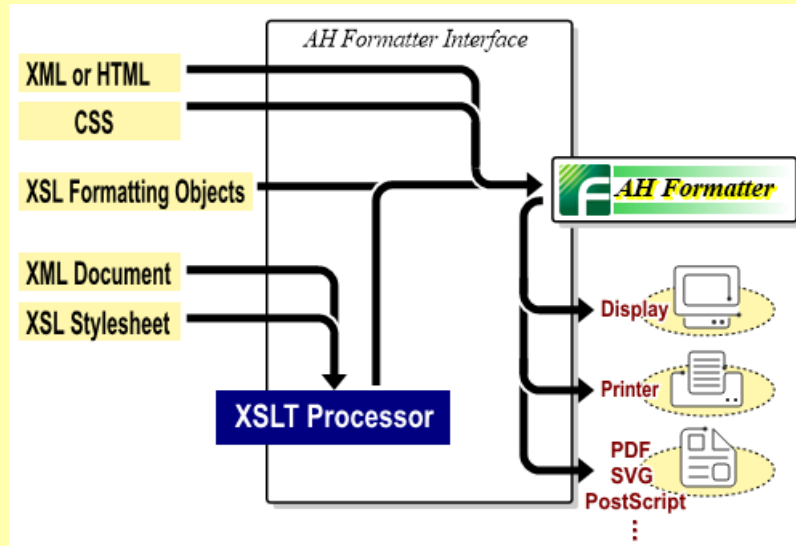 AH Formatter Interface
XML or HTML
CSS
XSL Formatting Objects
AH Formatter
XML Document
XSL Stylesheet
XSLT Processor
Display
Printer
PDF
SVG
PostScript
⋮